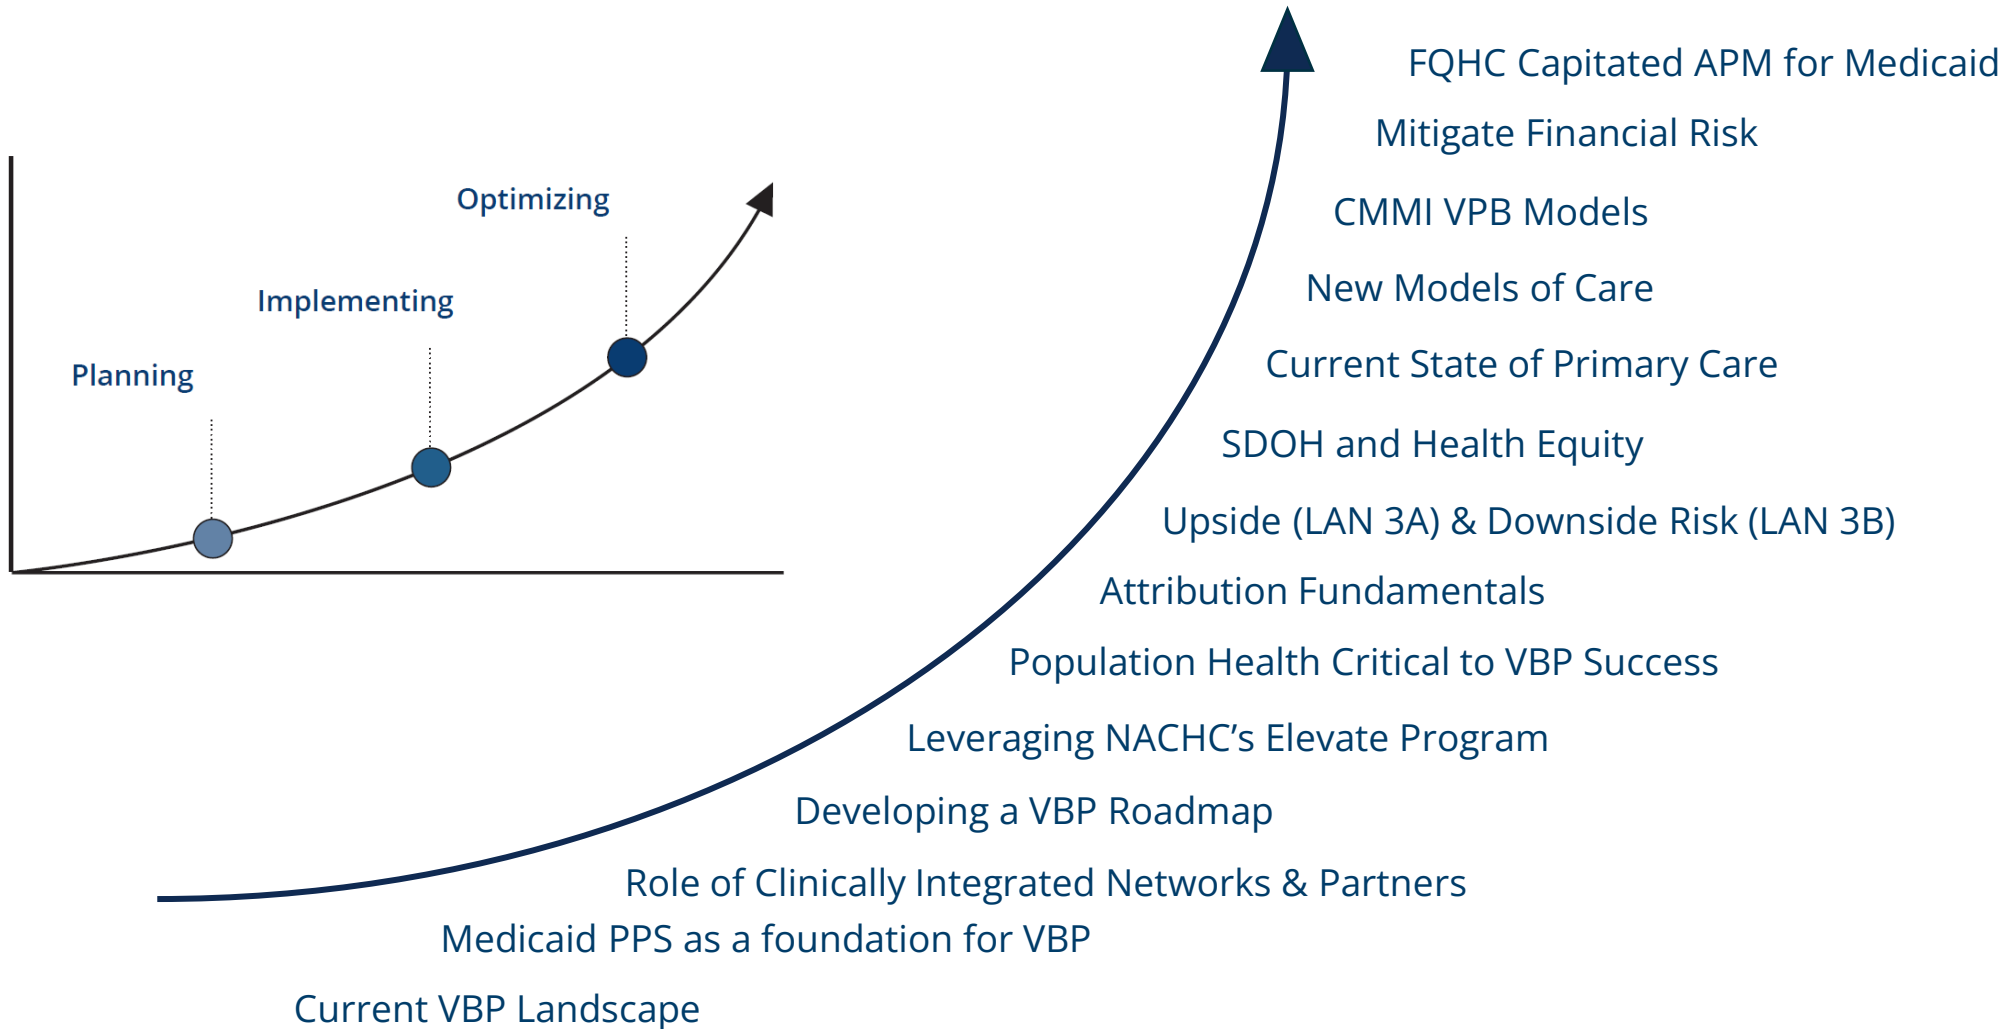 Optimizing
Implementing
Planning
FQHC Capitated APM for Medicaid
Mitigate Financial Risk
CMMI VPB Models
New Models of Care
Current State of Primary Care
SDOH and Health Equity
Upside (LAN 3A) & Downside Risk (LAN 3B)
Attribution Fundamentals
Population Health Critical to VBP Success
Leveraging NACHC’s Elevate Program
Developing a VBP Roadmap
Role of Clinically Integrated Networks & Partners
Medicaid PPS as a foundation for VBP
Current VBP Landscape